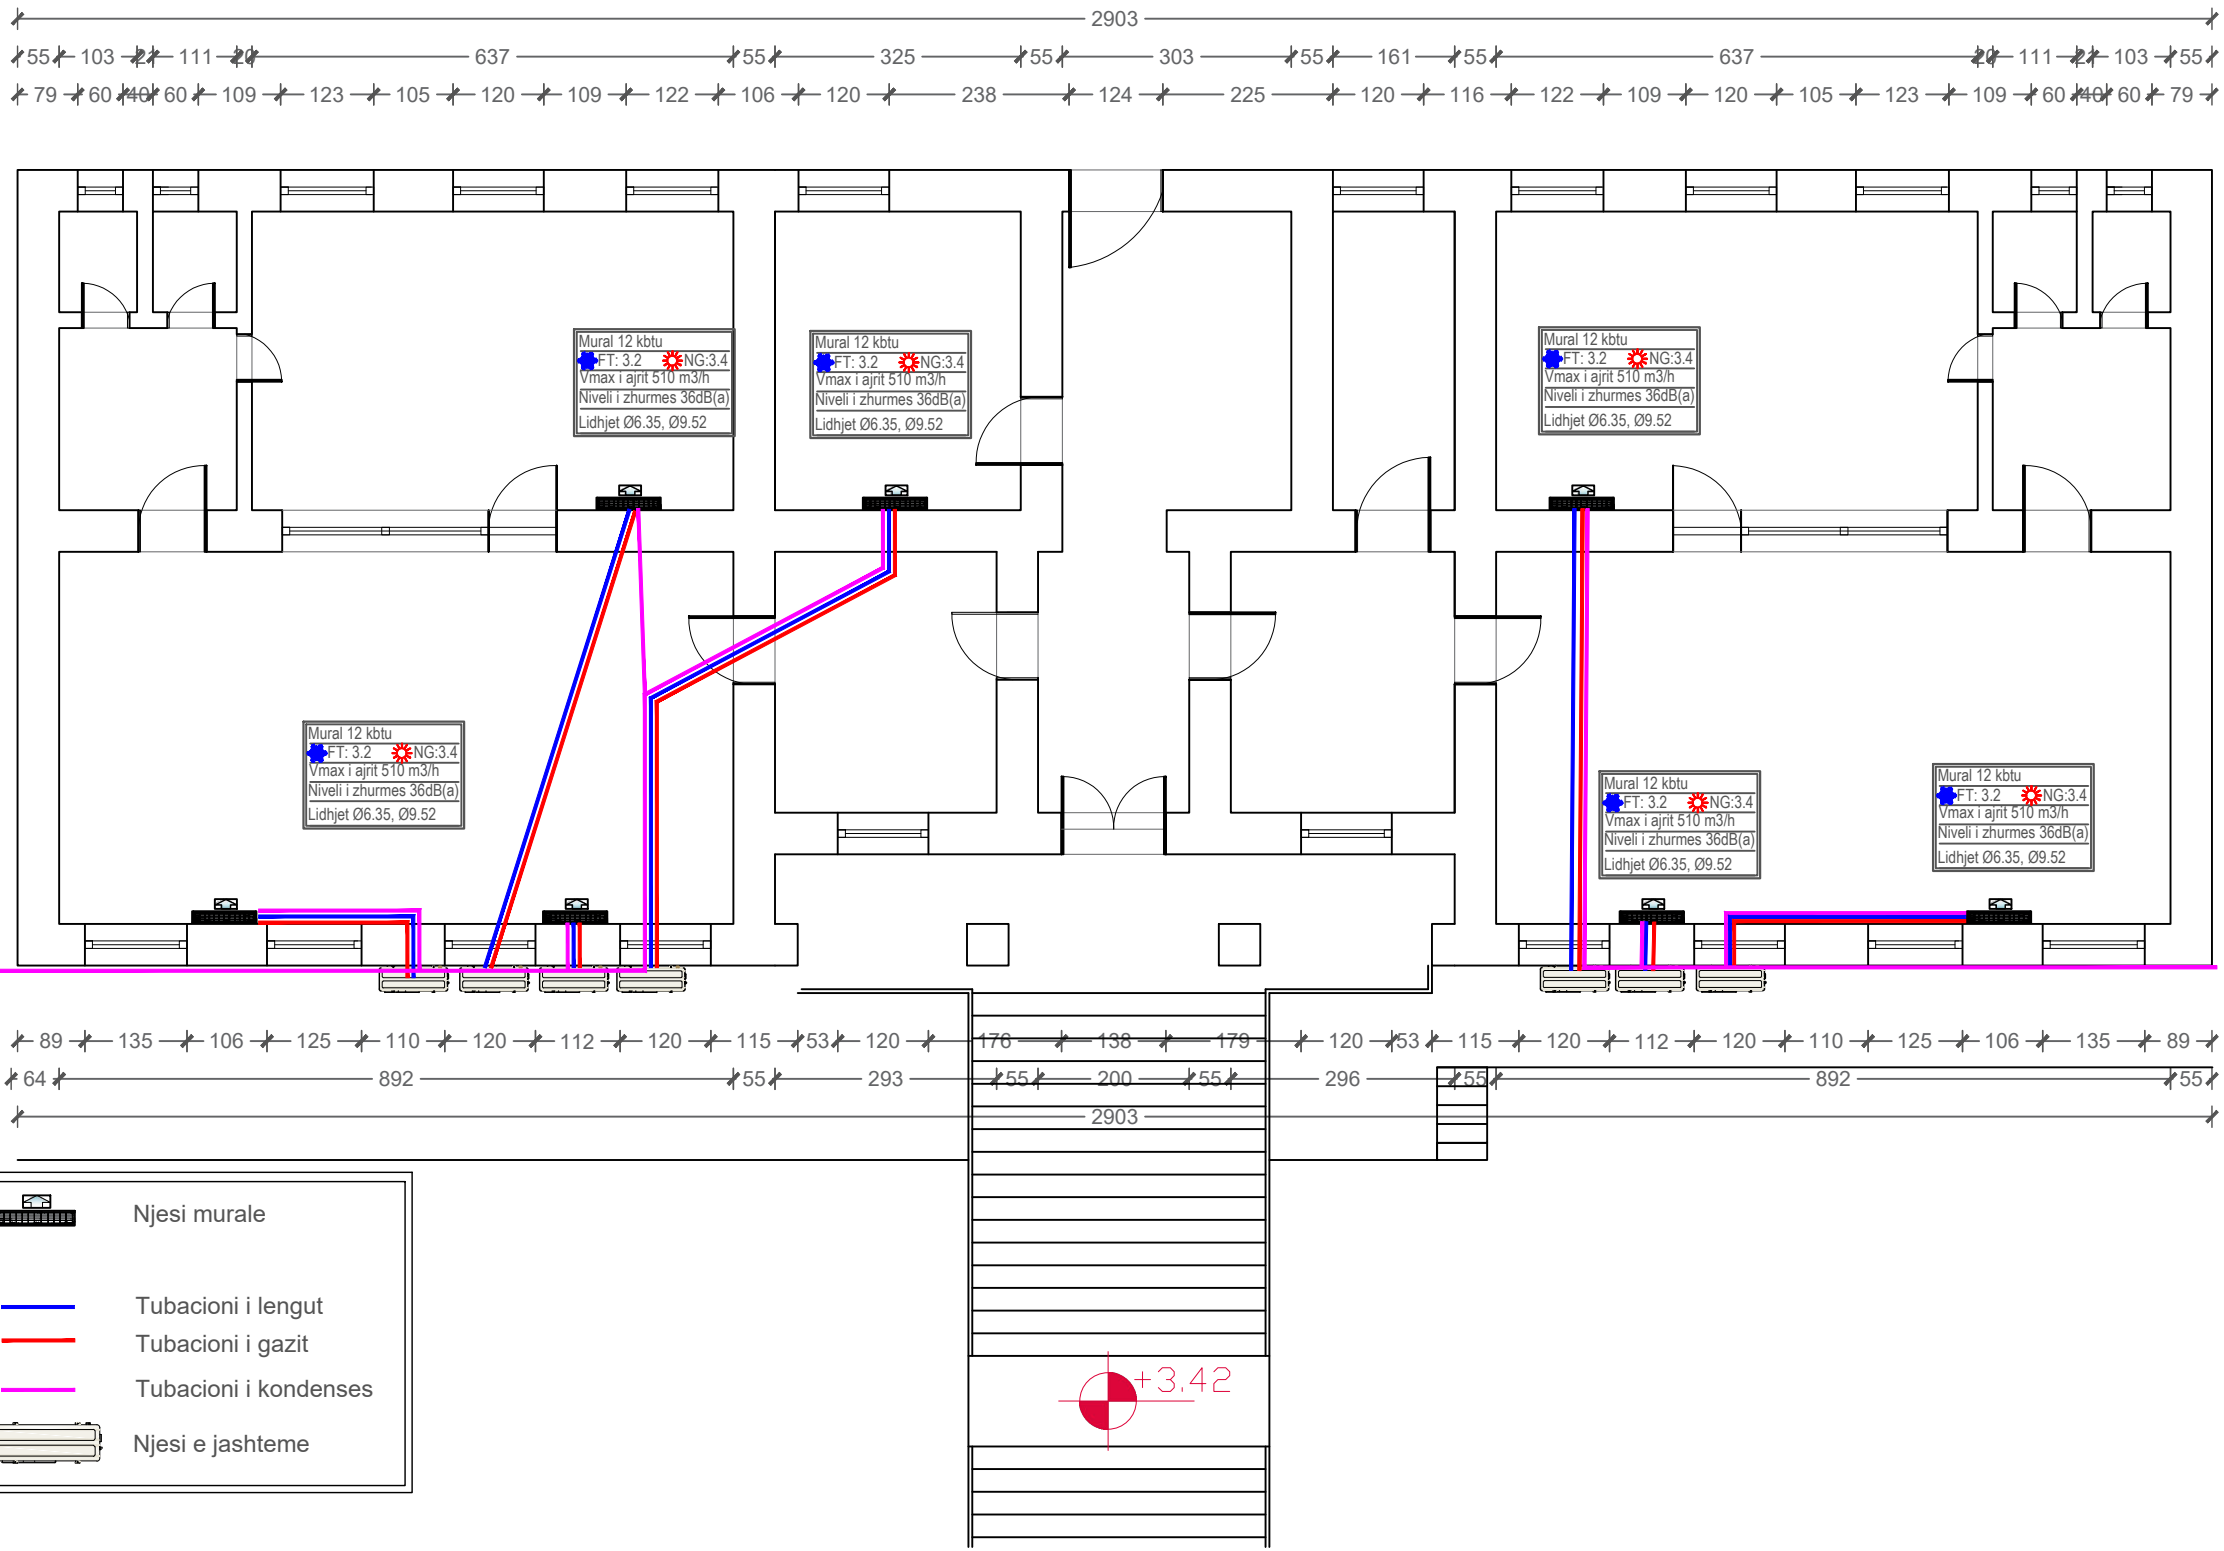 2903
55 103 21 111 20 637 55 325 55 303 55 161 55 637 20 111 21 103 55
79 60 40 60 109 123 105 120 109 122 106 120 238 124 225 120 116 122 109 120 105 123 109 60 40 60 79
Mural 12 kbtu
FT: 3.2 NG:3.4
Vmax i ajrit 510 m3/h
Niveli i zhurmes 36dB(a)
Lidhjet Ø6.35, Ø9.52
Mural 12 kbtu
FT: 3.2 NG:3.4
Vmax i ajrit 510 m3/h
Niveli i zhurmes 36dB(a)
Lidhjet Ø6.35, Ø9.52
Mural 12 kbtu
FT: 3.2 NG:3.4
Vmax i ajrit 510 m3/h
Niveli i zhurmes 36dB(a)
Lidhjet Ø6.35, Ø9.52
Mural 12 kbtu
FT: 3.2 NG:3.4
Vmax i ajrit 510 m3/h
Niveli i zhurmes 36dB(a)
Lidhjet Ø6.35, Ø9.52
Mural 12 kbtu
FT: 3.2 NG:3.4
Vmax i ajrit 510 m3/h
Niveli i zhurmes 36dB(a)
Lidhjet Ø6.35, Ø9.52
Mural 12 kbtu
FT: 3.2 NG:3.4
Vmax i ajrit 510 m3/h
Niveli i zhurmes 36dB(a)
Lidhjet Ø6.35, Ø9.52
89 135 106 125 110 120 112 120 115 53 120 176 138 179 120 53 115 120 112 120 110 125 106 135 89
64 892 55 293 55 200 55 296 55 892 55
2903
Njesi murale
Tubacioni i lengut
Tubacioni i gazit
Tubacioni i kondenses
Njesi e jashteme
+3.42